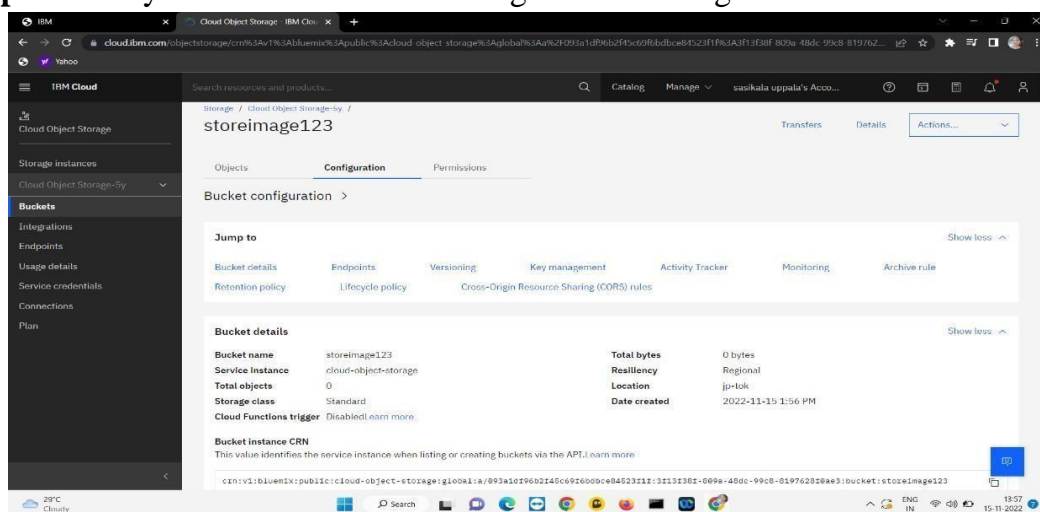 IBM
Cloud Object Storage - IBM Clou
Yahoo
IBM Cloud
Search resources and products...
Catalog
Manage
sasikala uppala's Acco...
Cloud Object Storage
Storage instances
Cloud Object Storage-5y
Buckets
Integrations
Endpoints
Usage details
Service credentials
Connections
Plan
Storage / Cloud Object Storage-5y /
storeimage123
Transfers
Details
Actions...
Objects
Configuration
Permissions
Bucket configuration >
Jump to
Show less
Bucket details
Endpoints
Versioning
Key management
Activity Tracker
Monitoring
Archive rule
Retention policy
Lifecycle policy
Cross-Origin Resource Sharing (CORS) rules
Bucket details
Show less
Bucket name storeimage123
Service instance cloud-object-storage
Total objects 0
Storage class Standard
Cloud Functions trigger Disabled Learn more
Total bytes 0 bytes
Resiliency Regional
Location jp-tok
Date created 2022-11-15 1:56 PM
Bucket instance CRN
This value identifies the service instance when listing or creating buckets via the API. Learn more
29°C
Cloudy
Search
ENG
IN
13:57
15-11-2022